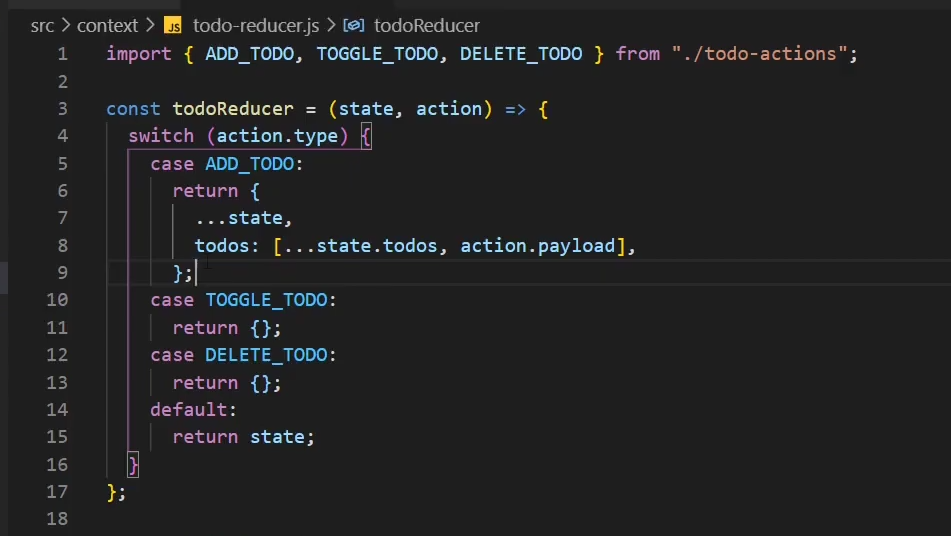 src > context > JS todo-reducer.js > todoReducer
1 import { ADD_TODO, TOGGLE_TODO, DELETE_TODO } from "./todo-actions";
2
3 const todoReducer = (state, action) => {
4   switch (action.type) {
5     case ADD_TODO:
6       return {
7         ...state,
8         todos: [...state.todos, action.payload],
9       };
10     case TOGGLE_TODO:
11       return {};
12     case DELETE_TODO:
13       return {};
14     default:
15       return state;
16   }
17 };
18